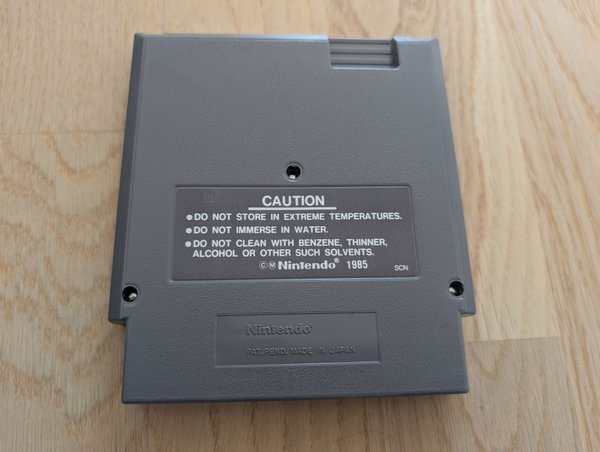 CAUTION
●DO NOT STORE IN EXTREME TEMPERATURES.
●DO NOT IMMERSE IN WATER.
●DO NOT CLEAN WITH BENZENE, THINNER,
ALCOHOL OR OTHER SUCH SOLVENTS.
ⒸⓂ Nintendo® 1985 SCN
Nintendo®
PAT. PEND. MADE IN JAPAN